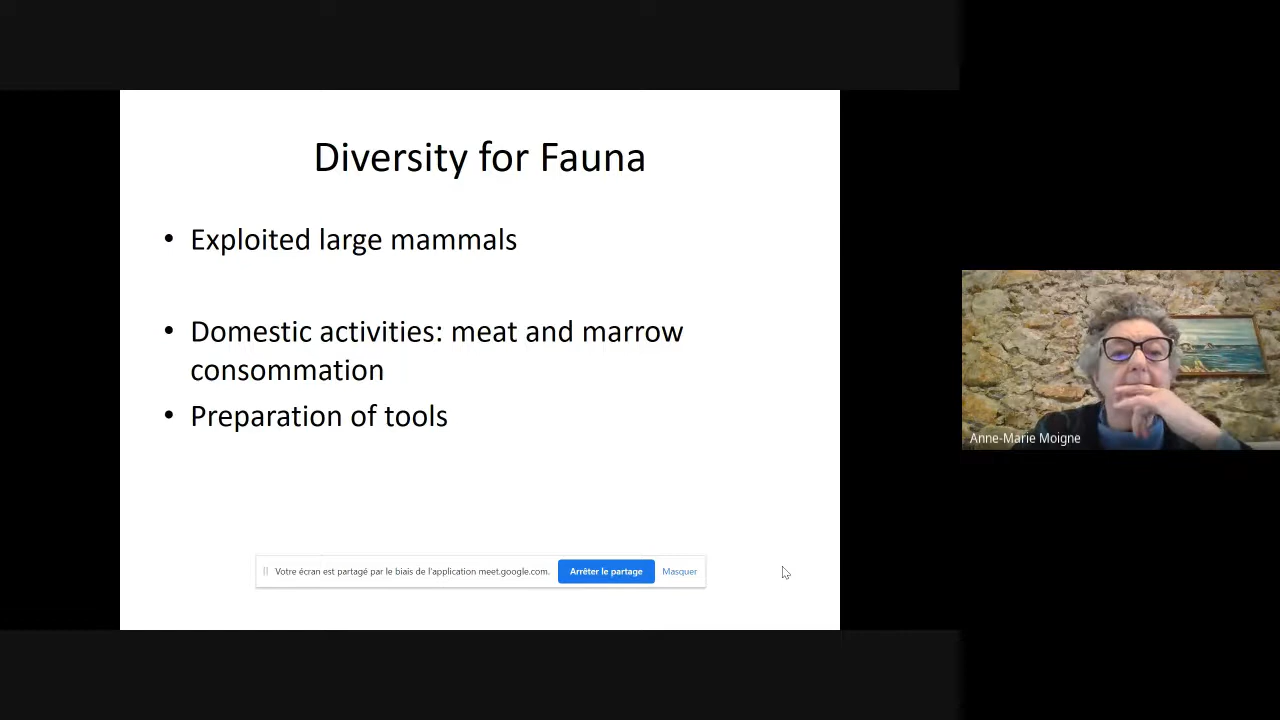 Diversity for Fauna
• Exploited large mammals
• Domestic activities: meat and marrow
consommation
• Preparation of tools
Votre écran est partagé par le biais de l'application meet.google.com.
Arrêter le partage
Masquer
Anne-Marie Moigne